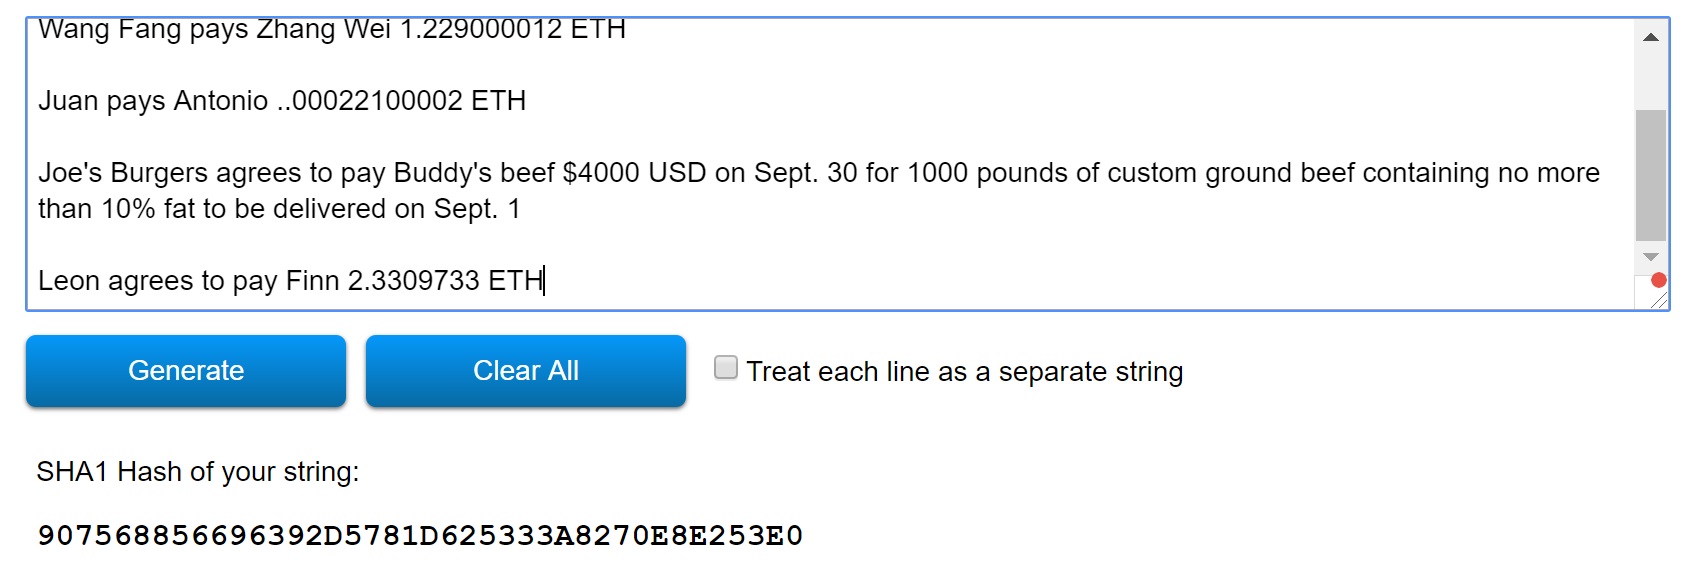 Wang Fang pays Zhang Wei 1.229000012 ETH
Juan pays Antonio ..00022100002 ETH
Joe's Burgers agrees to pay Buddy's beef $4000 USD on Sept. 30 for 1000 pounds of custom ground beef containing no more
than 10% fat to be delivered on Sept. 1
Leon agrees to pay Finn 2.3309733 ETH
Generate
Clear All
Treat each line as a separate string
SHA1 Hash of your string:
907568856696392D5781D625333A8270E8E253E0